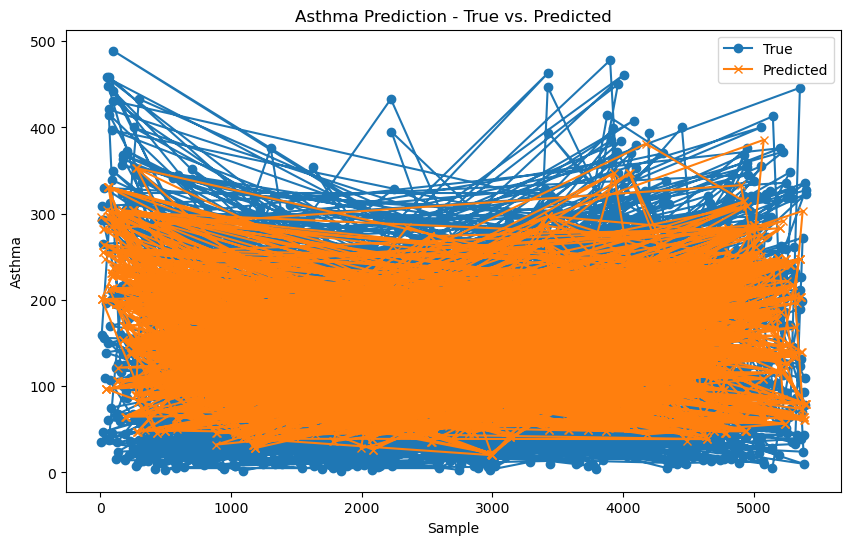 Asthma Prediction - True vs. Predicted
500
400
300
200
100
0
Asthma
True
Predicted
0 1000 2000 3000 4000 5000
Sample